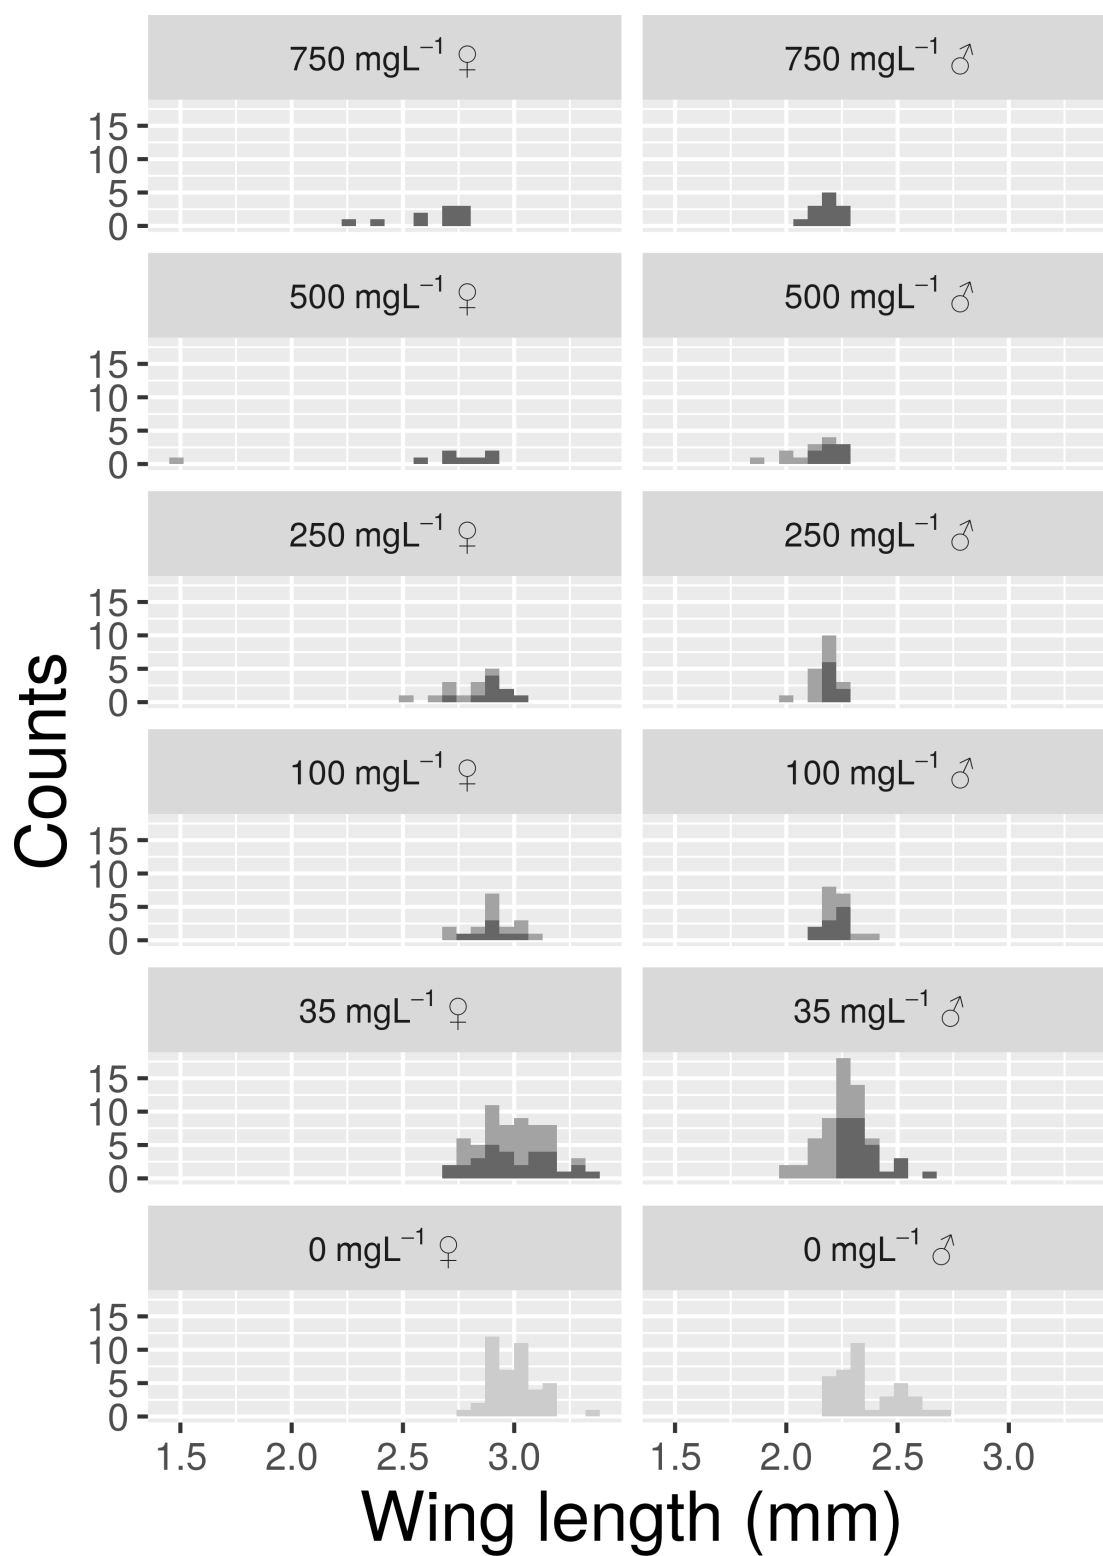 750 mgL⁻¹ ♀ 750 mgL⁻¹ ♂
15
10
5
0
500 mgL⁻¹ ♀ 500 mgL⁻¹ ♂
15
10
5
0
250 mgL⁻¹ ♀ 250 mgL⁻¹ ♂
15
10
5
0
Counts
100 mgL⁻¹ ♀ 100 mgL⁻¹ ♂
15
10
5
0
35 mgL⁻¹ ♀ 35 mgL⁻¹ ♂
15
10
5
0
0 mgL⁻¹ ♀ 0 mgL⁻¹ ♂
15
10
5
0
1.5 2.0 2.5 3.0 1.5 2.0 2.5 3.0
Wing length (mm)